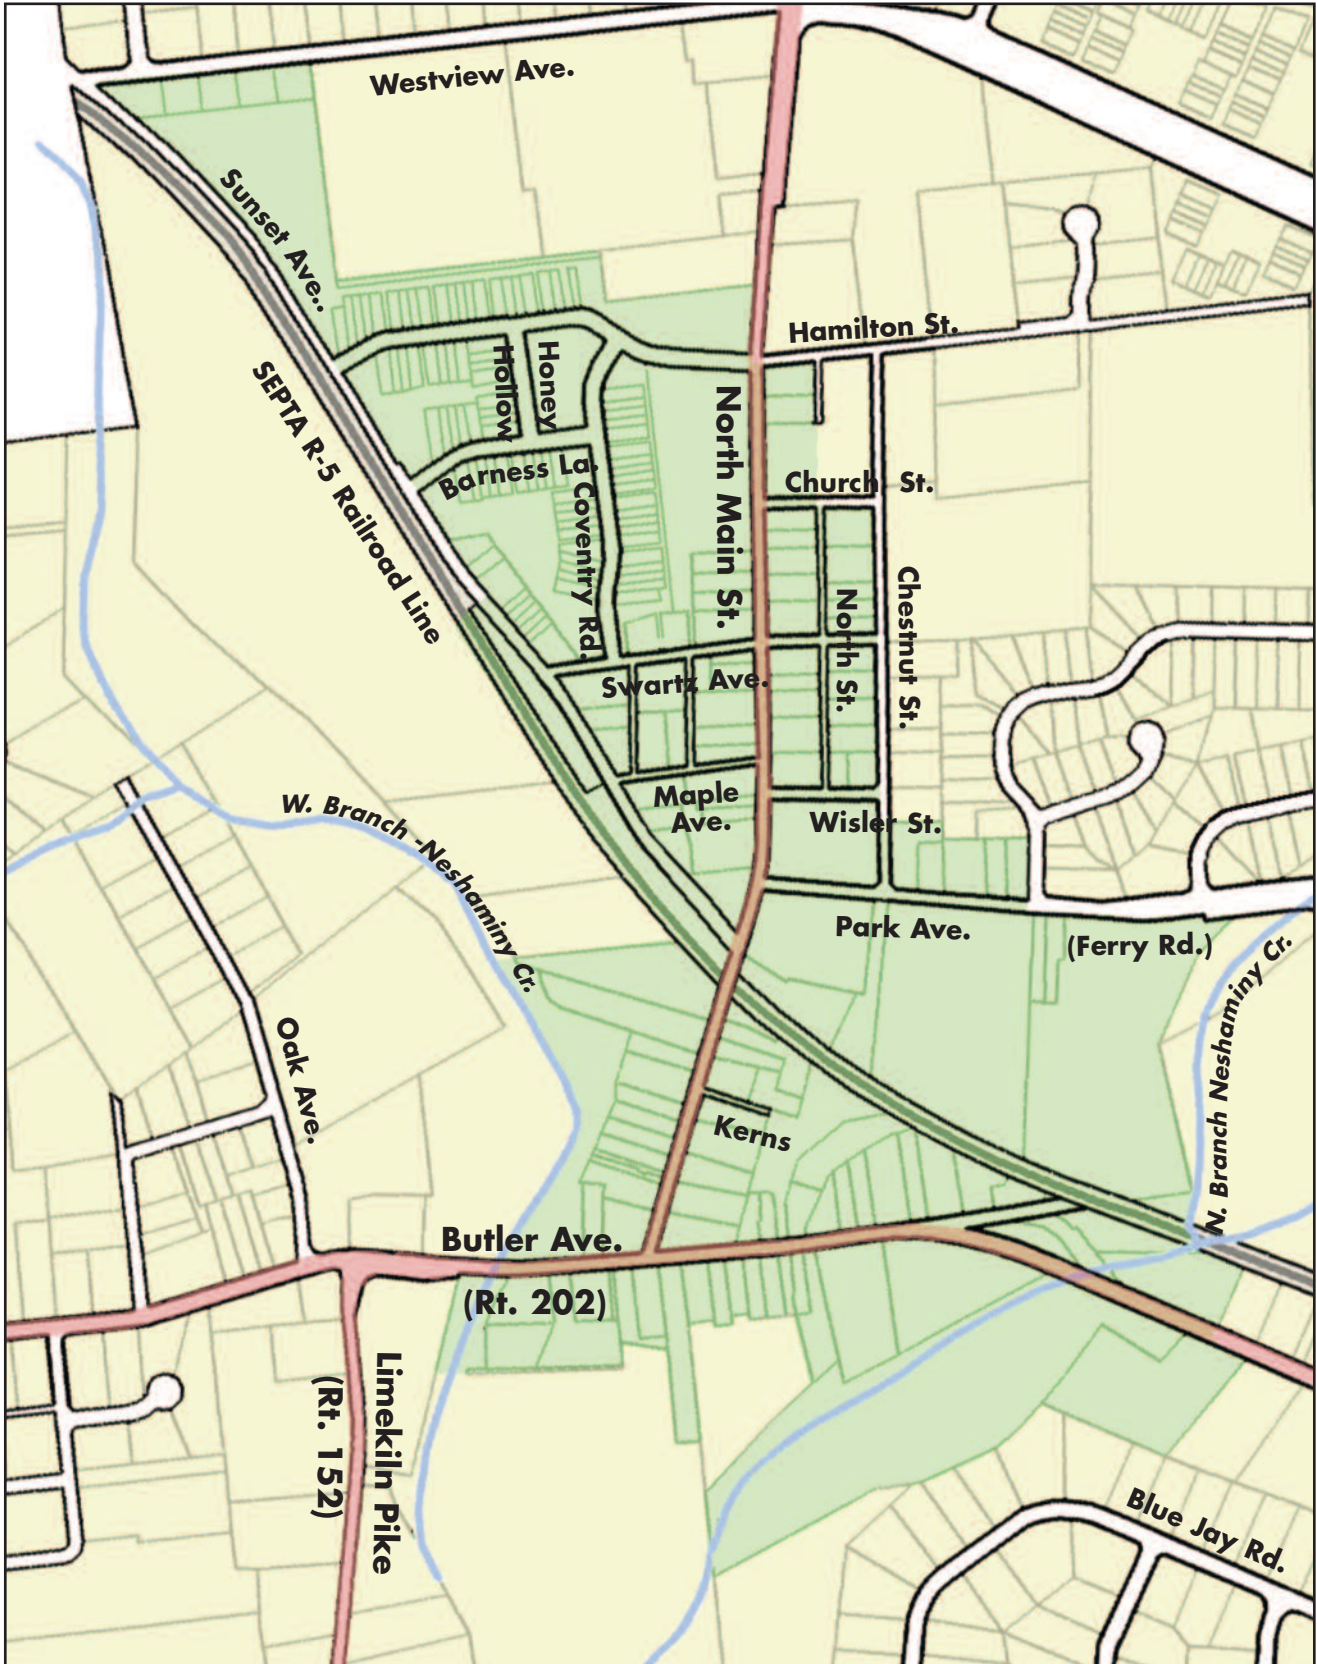 Westview Ave.
Sunset Ave..
Hamilton St.
SEPTA R-5 Railroad Line
Hollow
Honey
North Main St.
Barness La.
Church St.
Coventry Rd.
Chestnut St.
North St.
Swartz Ave.
Maple
Ave.
Wisler St.
W. Branch -Neshaminy Cr.
Park Ave.
(Ferry Rd.)
N. Branch Neshaminy Cr.
Oak Ave.
Kerns
Butler Ave.
(Rt. 202)
Limekiln Pike
(Rt. 152)
Blue Jay Rd.